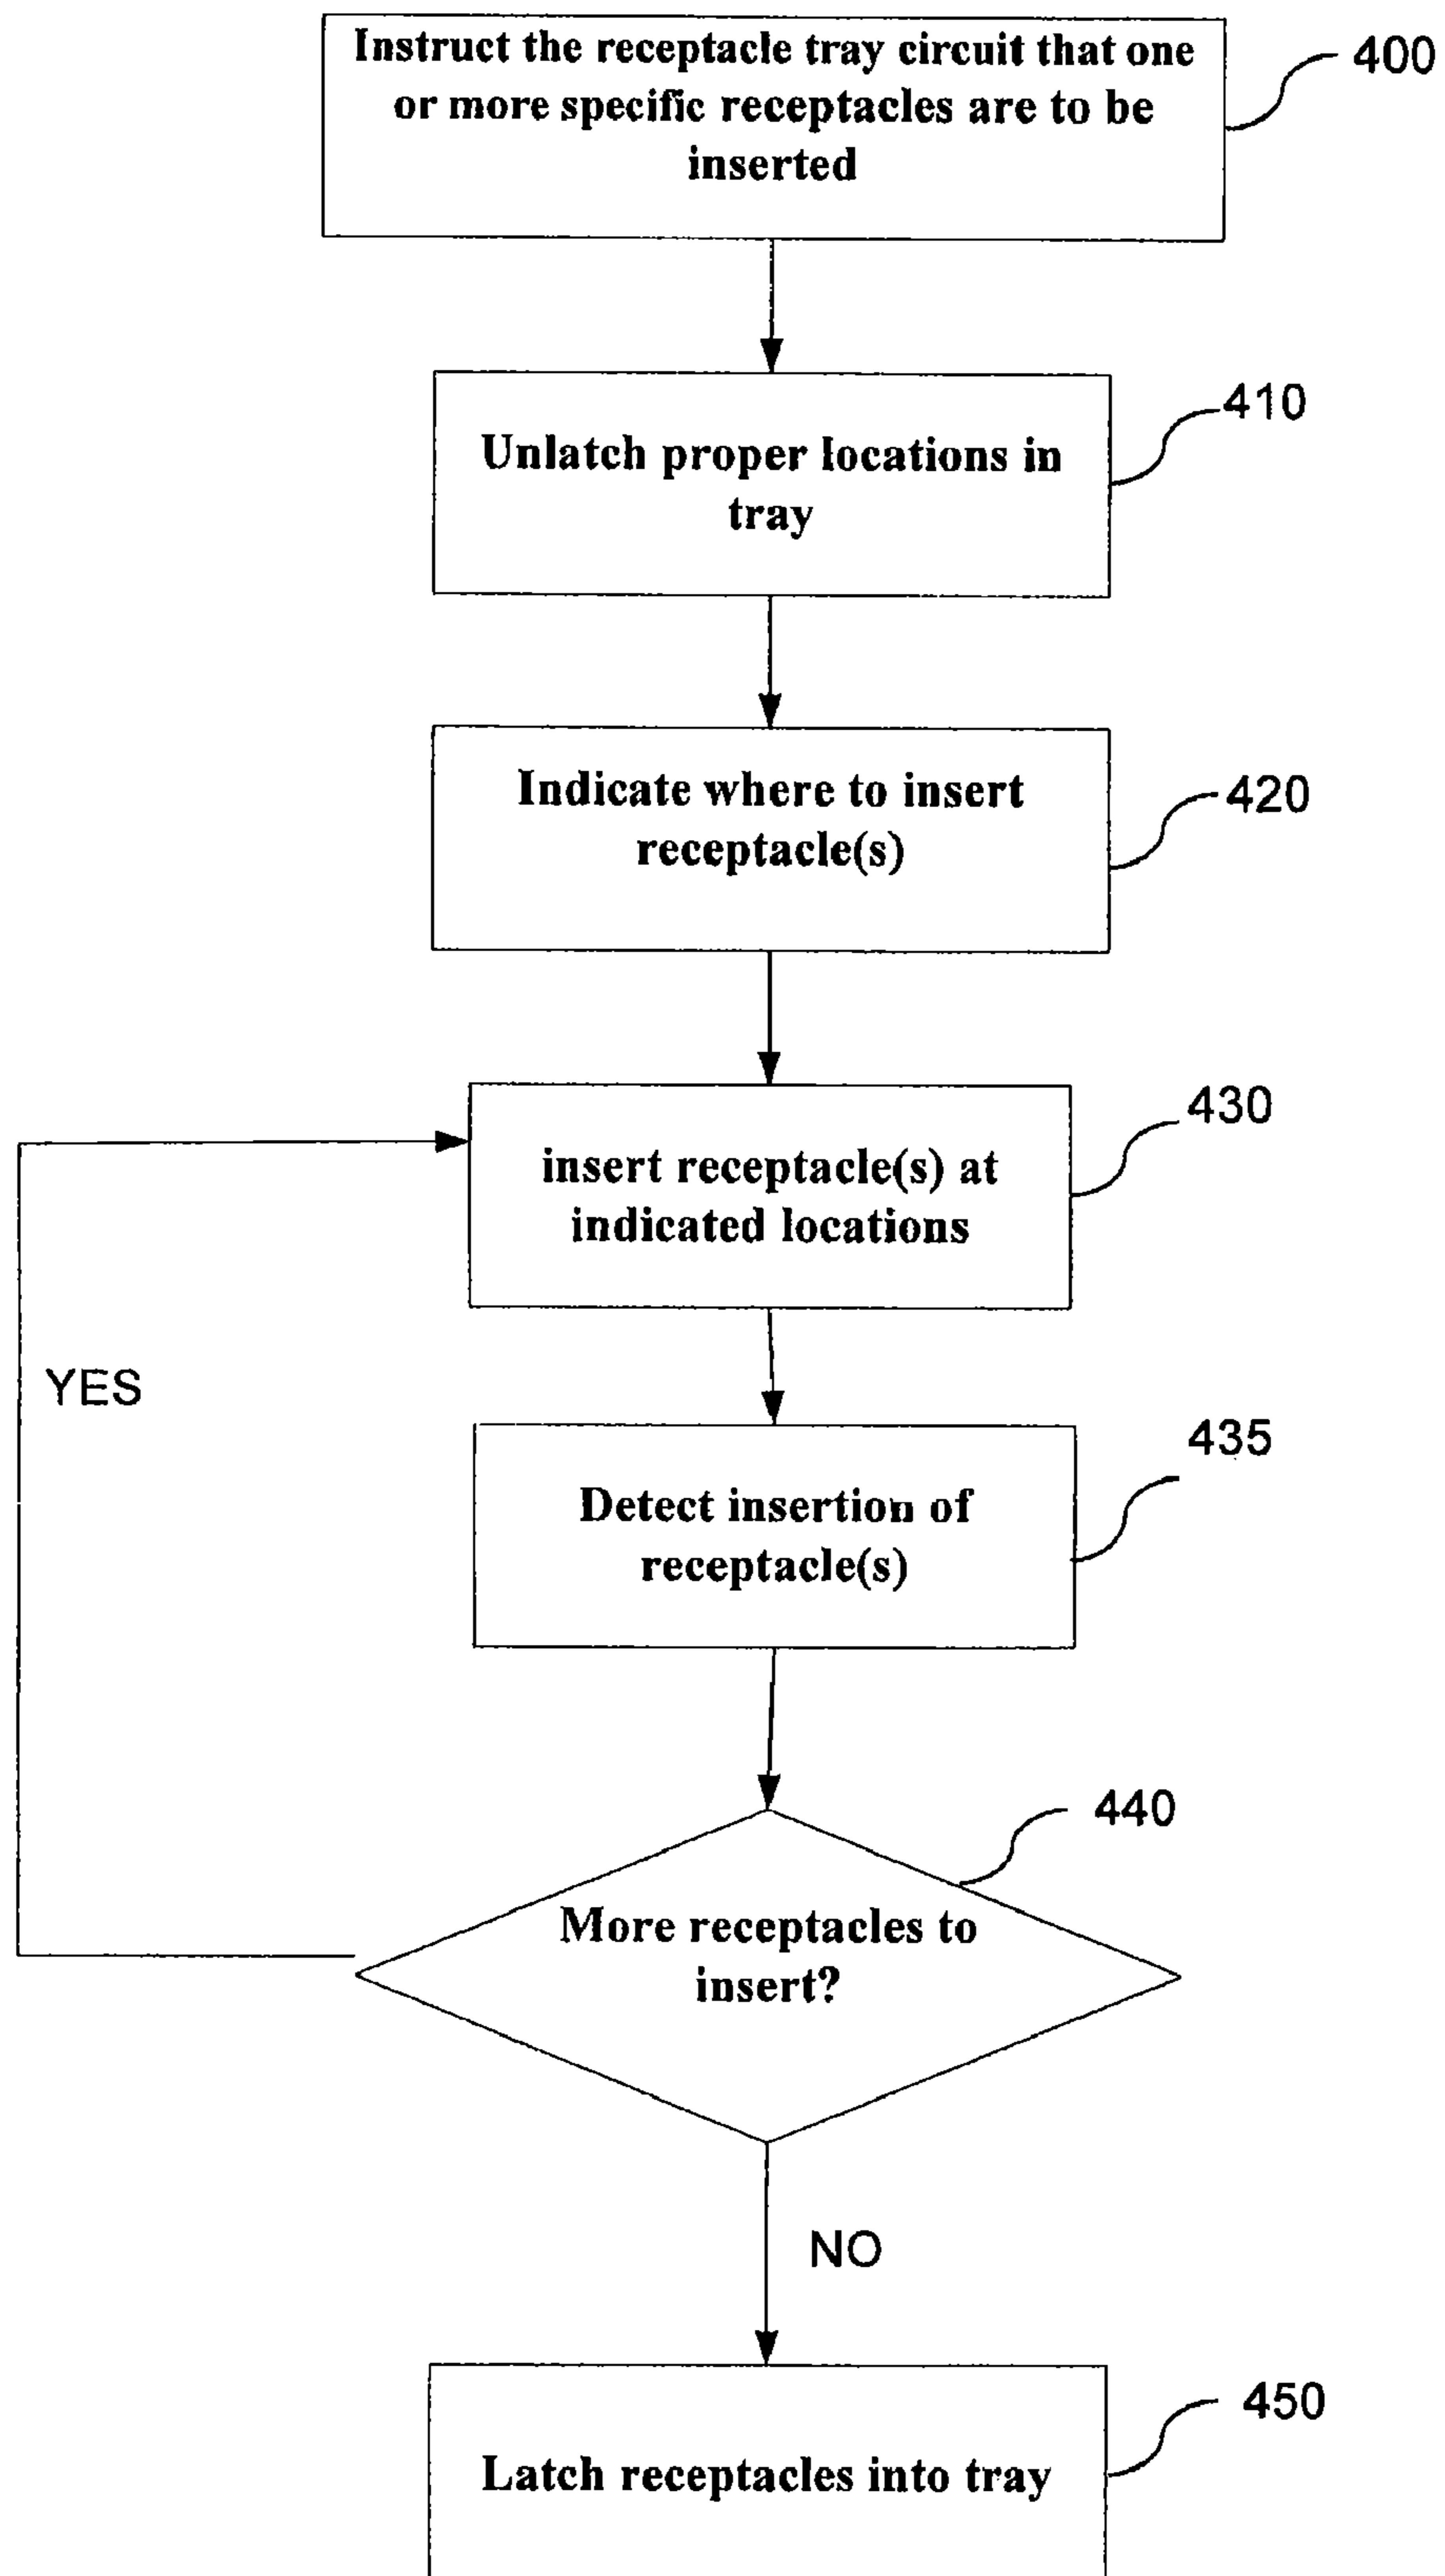 Instruct the receptacle tray circuit that one
or more specific receptacles are to be
inserted
400
Unlatch proper locations in
tray
410
Indicate where to insert
receptacle(s)
420
insert receptacle(s) at
indicated locations
430
YES
Detect insertion of
receptacle(s)
435
More receptacles to
insert?
440
NO
Latch receptacles into tray
450